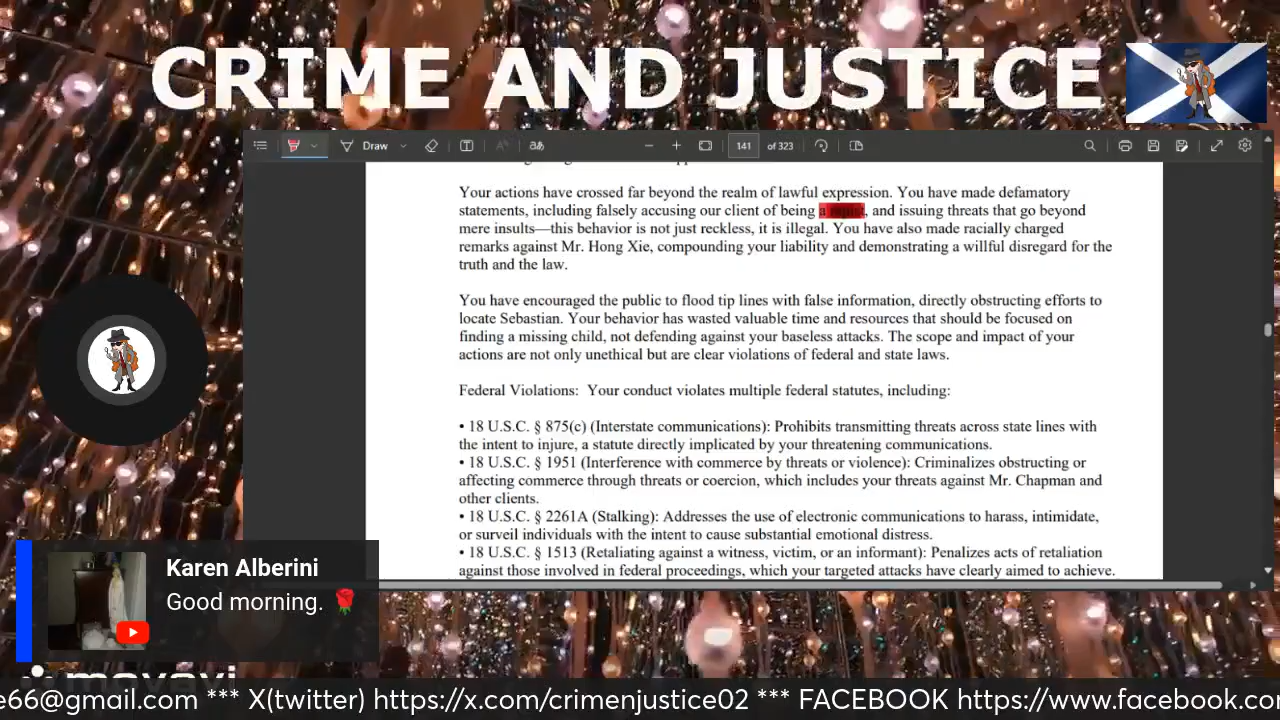 CRIME AND JUSTICE
Draw
141 of 323
Your actions have crossed far beyond the realm of lawful expression. You have made defamatory
statements, including falsely accusing our client of being a , and issuing threats that go beyond
mere insults—this behavior is not just reckless, it is illegal. You have also made racially charged
remarks against Mr. Hong Xie, compounding your liability and demonstrating a willful disregard for the
truth and the law.
You have encouraged the public to flood tip lines with false information, directly obstructing efforts to
locate Sebastian. Your behavior has wasted valuable time and resources that should be focused on
finding a missing child, not defending against your baseless attacks. The scope and impact of your
actions are not only unethical but are clear violations of federal and state laws.
Federal Violations: Your conduct violates multiple federal statutes, including:
• 18 U.S.C. § 875(c) (Interstate communications): Prohibits transmitting threats across state lines with
the intent to injure, a statute directly implicated by your threatening communications.
• 18 U.S.C. § 1951 (Interference with commerce by threats or violence): Criminalizes obstructing or
affecting commerce through threats or coercion, which includes your threats against Mr. Chapman and
other clients.
• 18 U.S.C. § 2261A (Stalking): Addresses the use of electronic communications to harass, intimidate,
or surveil individuals with the intent to cause substantial emotional distress.
• 18 U.S.C. § 1513 (Retaliating against a witness, victim, or an informant): Penalizes acts of retaliation
against those involved in federal proceedings, which your targeted attacks have clearly aimed to achieve.
Karen Alberini
Good morning. 🌹
movavi
e66@gmail.com *** X(twitter) https://x.com/crimenjustice02 *** FACEBOOK https://www.facebook.co